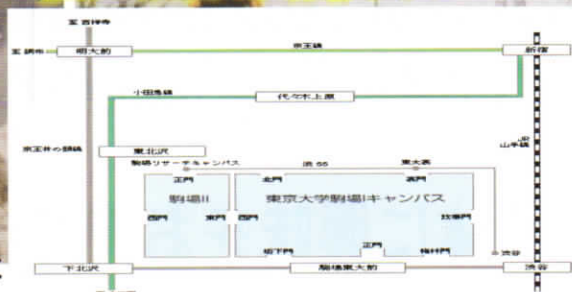 至 吉祥寺
京王線
至 調布
明大前
新宿
小田急線
代々木上原
JR
山手線
京王井の頭線
東北沢
駒場リサーチキャンパス
渋 55
東大裏
正門
北門
裏門
駒場II
東京大学駒場Iキャンパス
西門
東門
西門
炊事門
坂下門
正門
梅林門
渋谷
下北沢
駒場東大前
渋谷